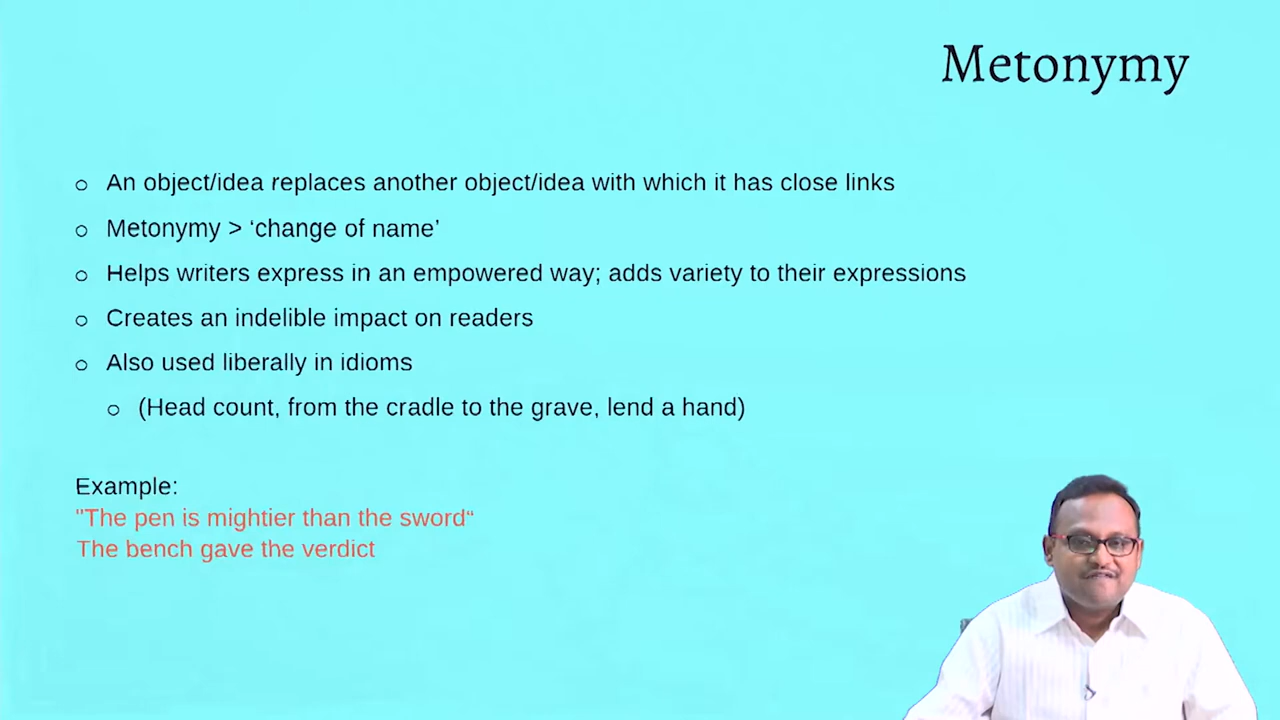 Metonymy
o An object/idea replaces another object/idea with which it has close links
o Metonymy > ‘change of name’
o Helps writers express in an empowered way; adds variety to their expressions
o Creates an indelible impact on readers
o Also used liberally in idioms
o (Head count, from the cradle to the grave, lend a hand)
Example:
"The pen is mightier than the sword“
The bench gave the verdict